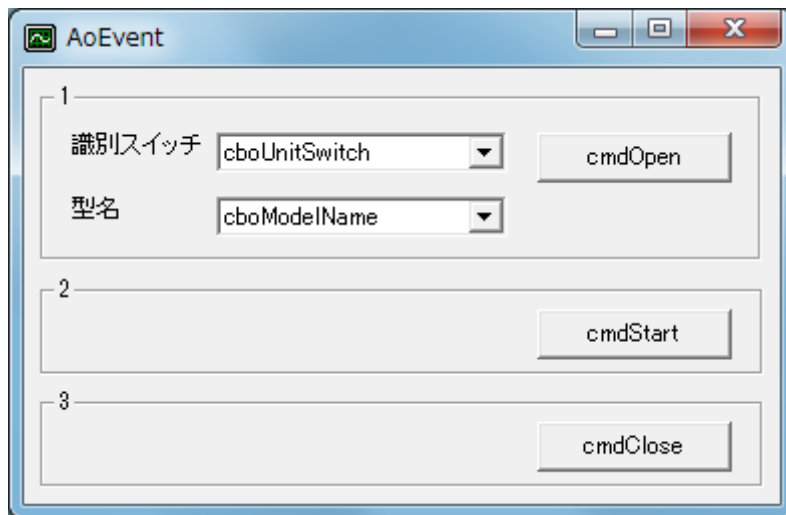 AoEvent
1
識別スイッチ cboUnitSwitch cmdOpen
型名 cboModelName
2
cmdStart
3
cmdClose